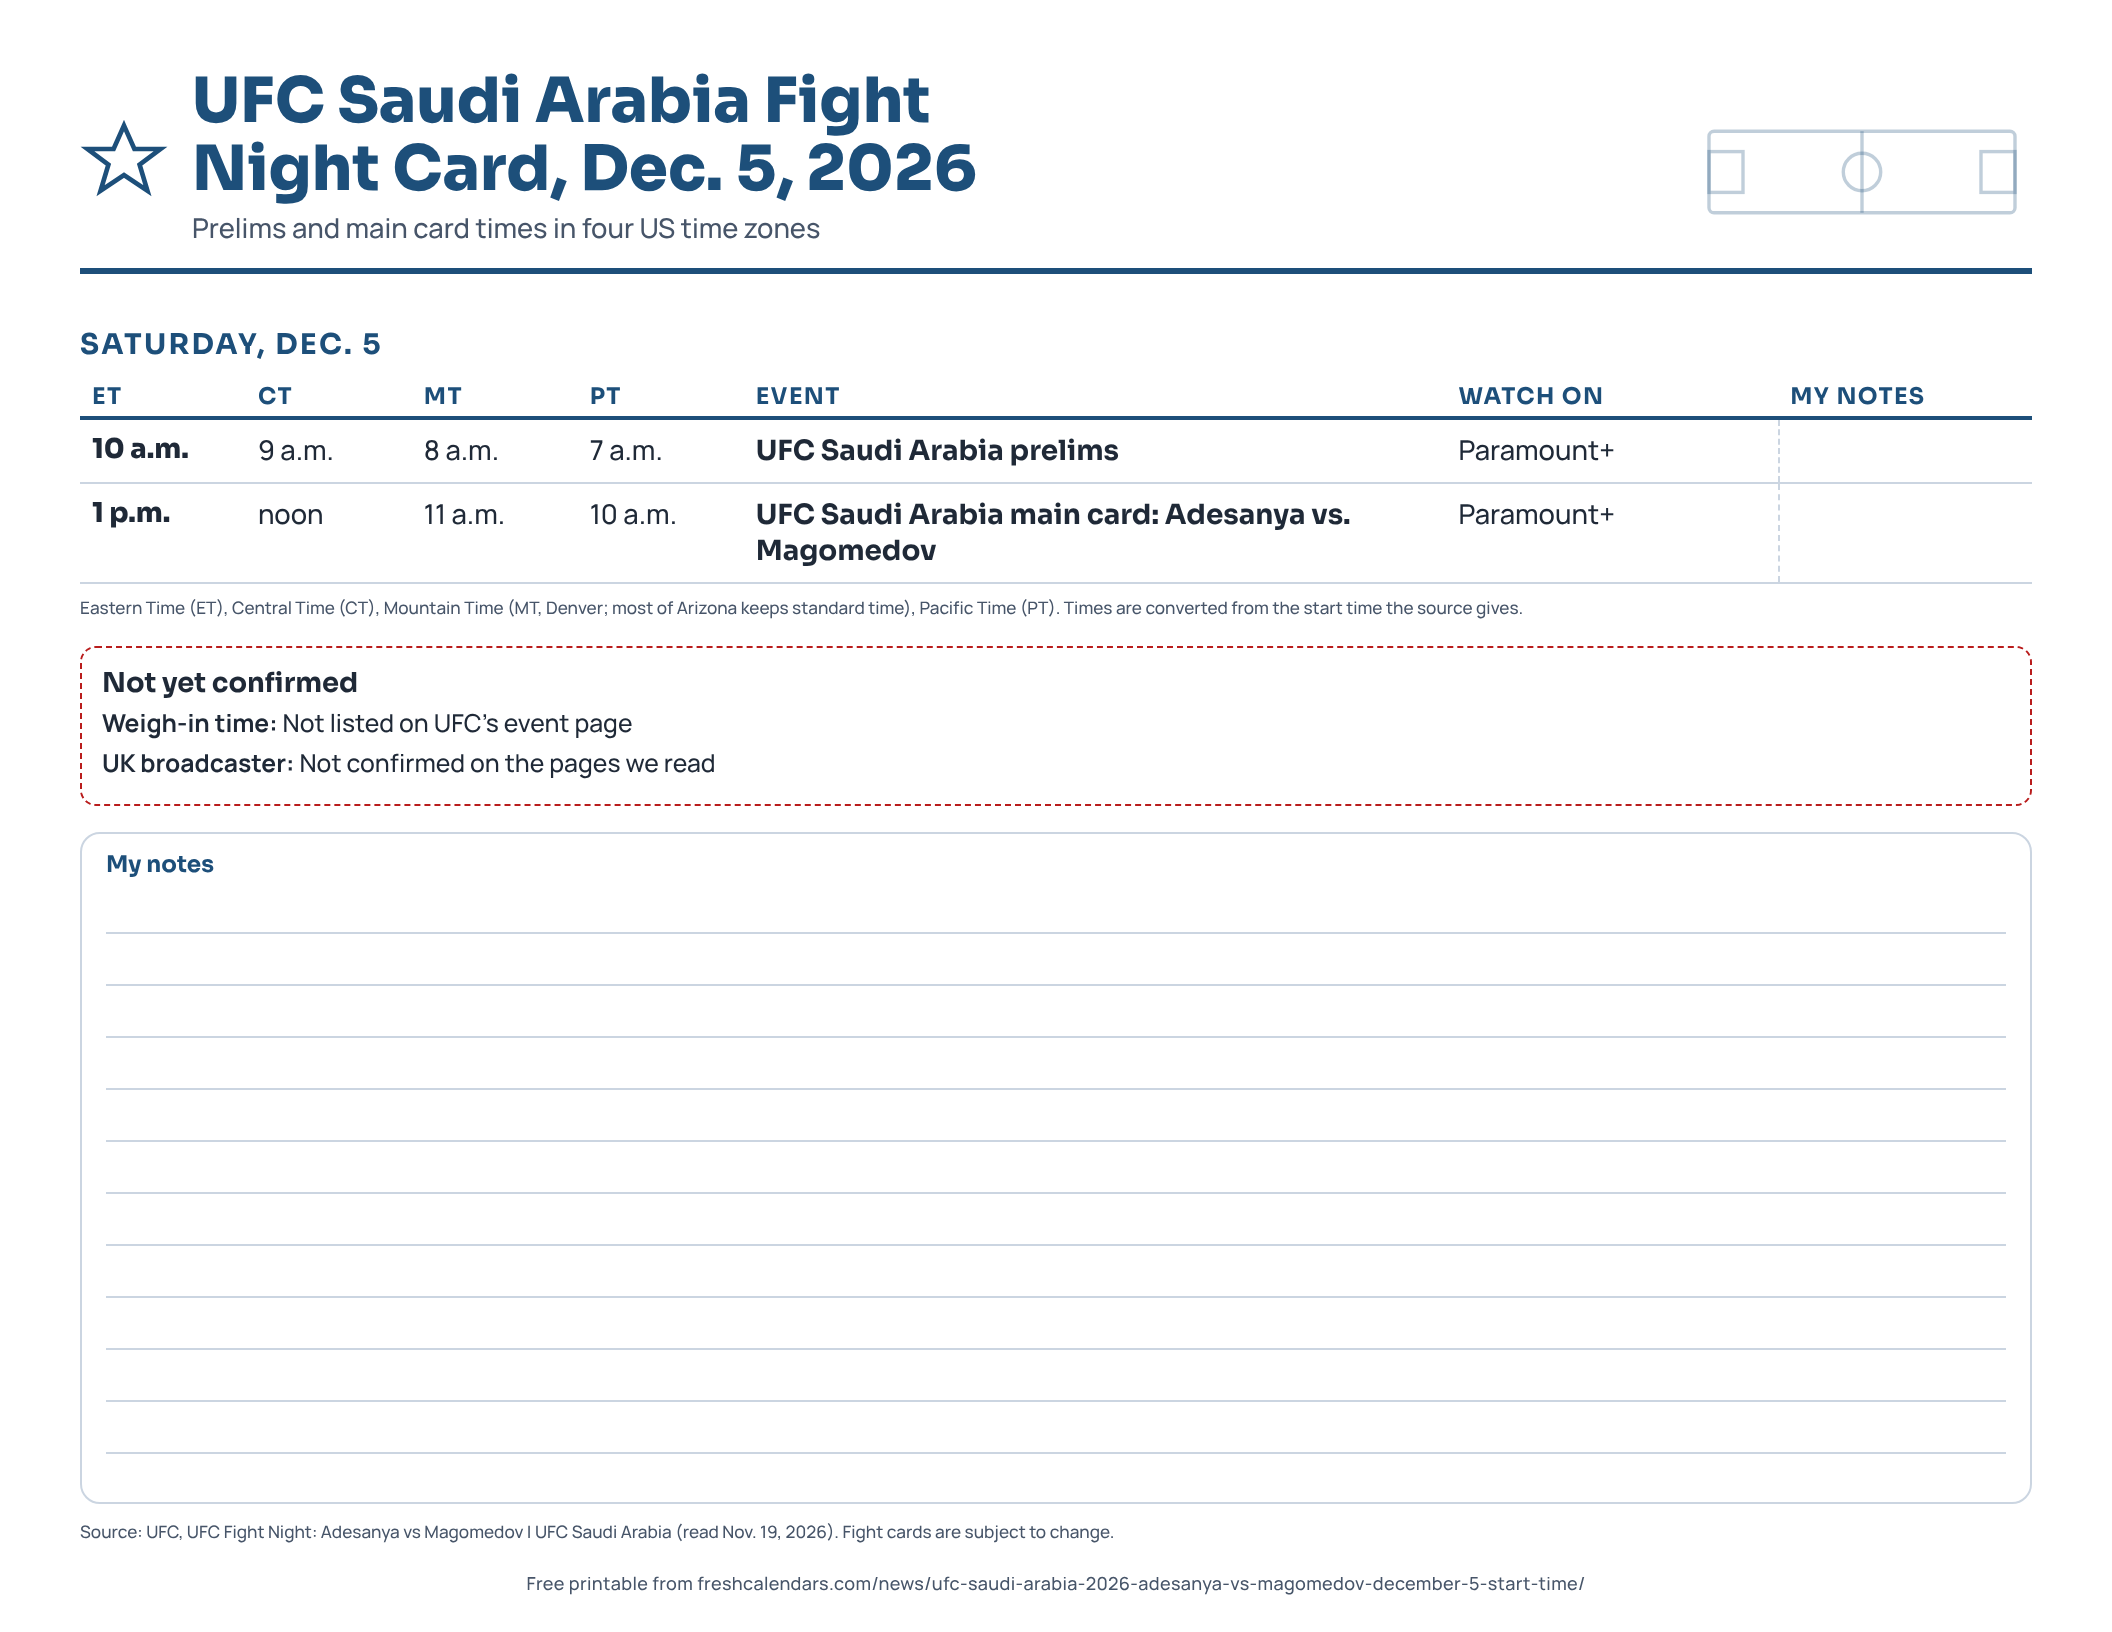 UFC Saudi Arabia Fight
Night Card, Dec. 5, 2026
Prelims and main card times in four US time zones
SATURDAY, DEC. 5
ET CT MT PT EVENT WATCH ON MY NOTES
10 a.m. 9 a.m. 8 a.m. 7 a.m. UFC Saudi Arabia prelims Paramount+
1 p.m. noon 11 a.m. 10 a.m. UFC Saudi Arabia main card: Adesanya vs. Paramount+
Magomedov
Eastern Time (ET), Central Time (CT), Mountain Time (MT, Denver; most of Arizona keeps standard time), Pacific Time (PT). Times are converted from the start time the source gives.
Not yet confirmed
Weigh-in time: Not listed on UFC’s event page
UK broadcaster: Not confirmed on the pages we read
My notes
Source: UFC, UFC Fight Night: Adesanya vs Magomedov | UFC Saudi Arabia (read Nov. 19, 2026). Fight cards are subject to change.
Free printable from freshcalendars.com/news/ufc-saudi-arabia-2026-adesanya-vs-magomedov-december-5-start-time/